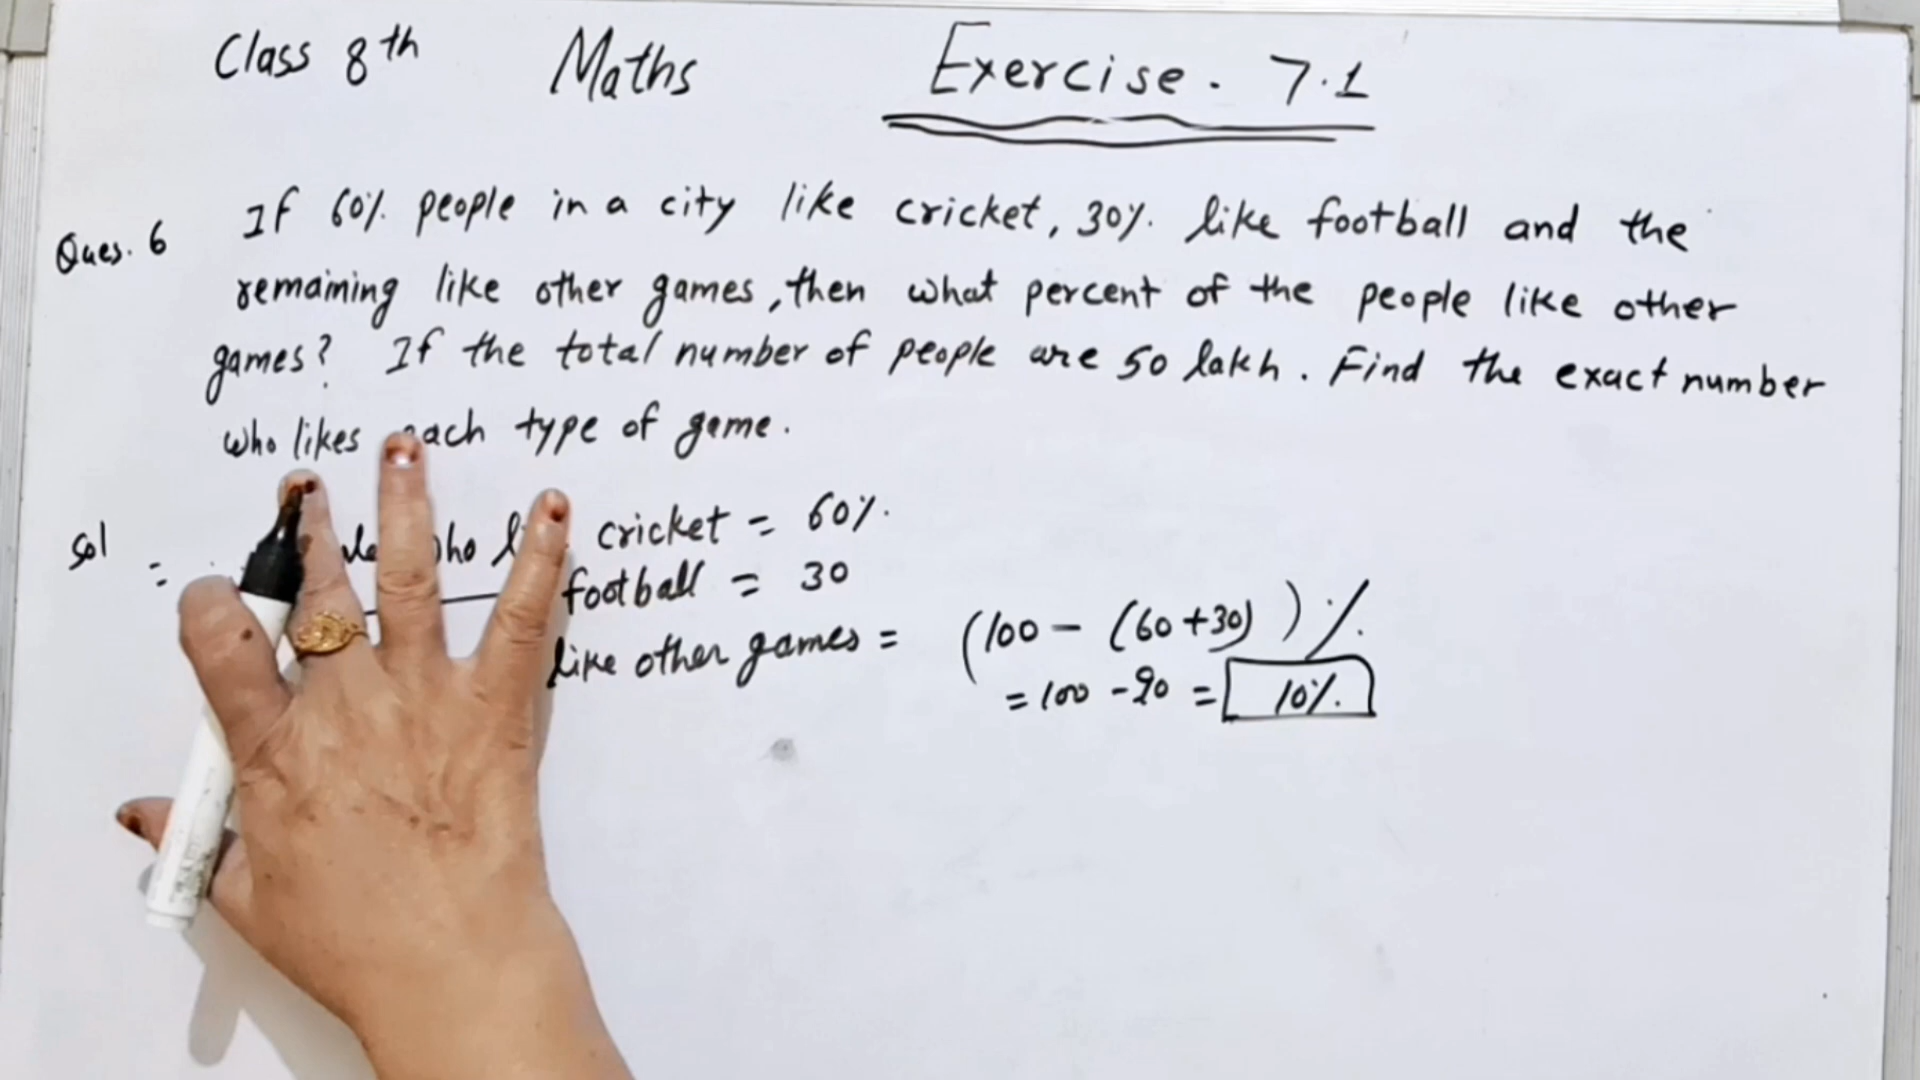 Class 8th Maths Exercise. 7.1
Ques. 6 If 60% people in a city like cricket, 30% like football and the
remaining like other games, then what percent of the people like other
games? If the total number of people are 50 lakh. Find the exact number
who likes each type of game.
Sol = who cricket = 60%
football = 30
like other games = (100 - (60+30))%
= 100 - 90 = 10%